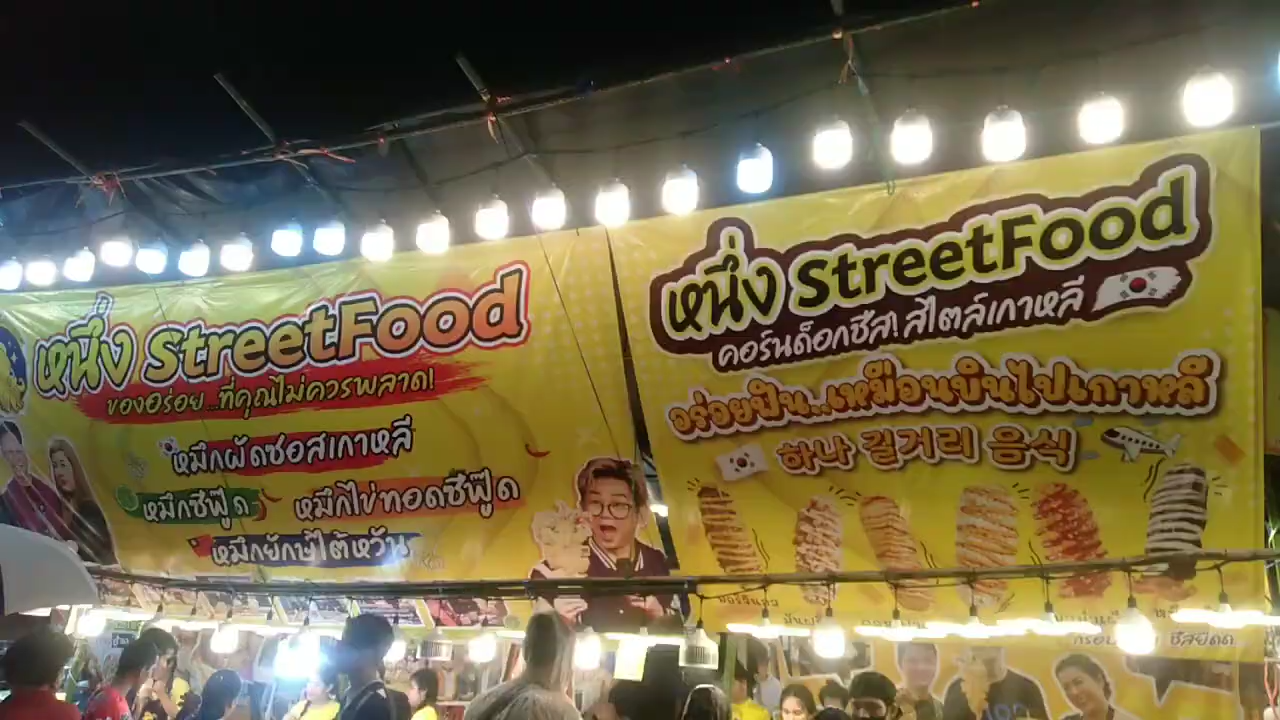 หนึ่ง StreetFood
ของอร่อย...ที่คุณไม่ควรพลาด!
หมึกผัดซอสเกาหลี
หมึกซีฟู๊ด
หมึกไข่ทอดซีฟู๊ด
หมึกยักษ์ไต้หวัน
หนึ่ง StreetFood
คอร์นด็อกชีส! สไตล์เกาหลี
อร่อยฟิน..เหมือนบินไปเกาหลี
하나 길거리 음식
ชีสยืดด